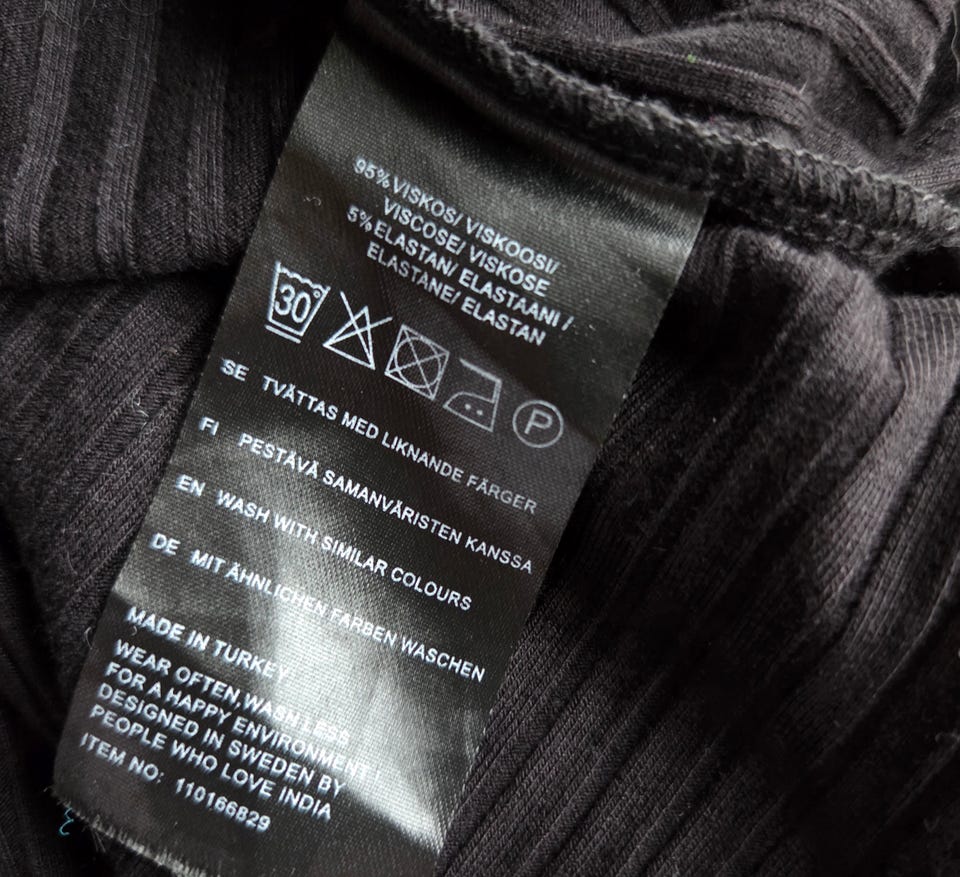 95% VISKOS/ VISKOOSI/
VISCOSE/ VISKOSE
5% ELASTAN/ ELASTAANI /
ELASTANE/ ELASTAN
30 P
SE TVÄTTAS MED LIKNANDE FÄRGER
FI PESTÄVÄ SAMANVÄRISTEN KANSSA
EN WASH WITH SIMILAR COLOURS
DE MIT ÄHNLICHEN FARBEN WASCHEN
MADE IN TURKEY
WEAR OFTEN, WASH LESS
FOR A HAPPY ENVIRONMENT !
DESIGNED IN SWEDEN BY
PEOPLE WHO LOVE INDIA
ITEM NO: 110166829